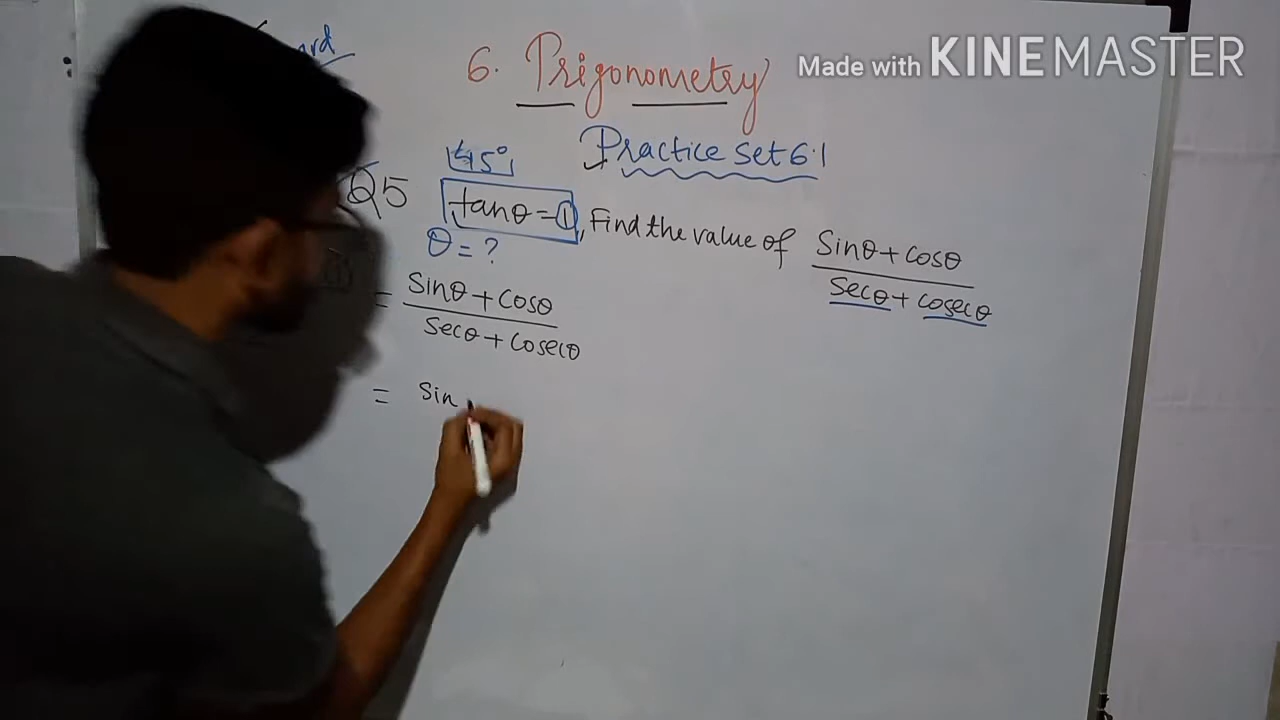 6. Trigonometry
Made with KINEMASTER
Practice Set 6.1
45°
Q5 tanθ = 1, Find the value of Sinθ + Cosθ / Secθ + Cosecθ
θ = ?
= Sinθ + Cosθ / Secθ + Cosecθ
= Sin